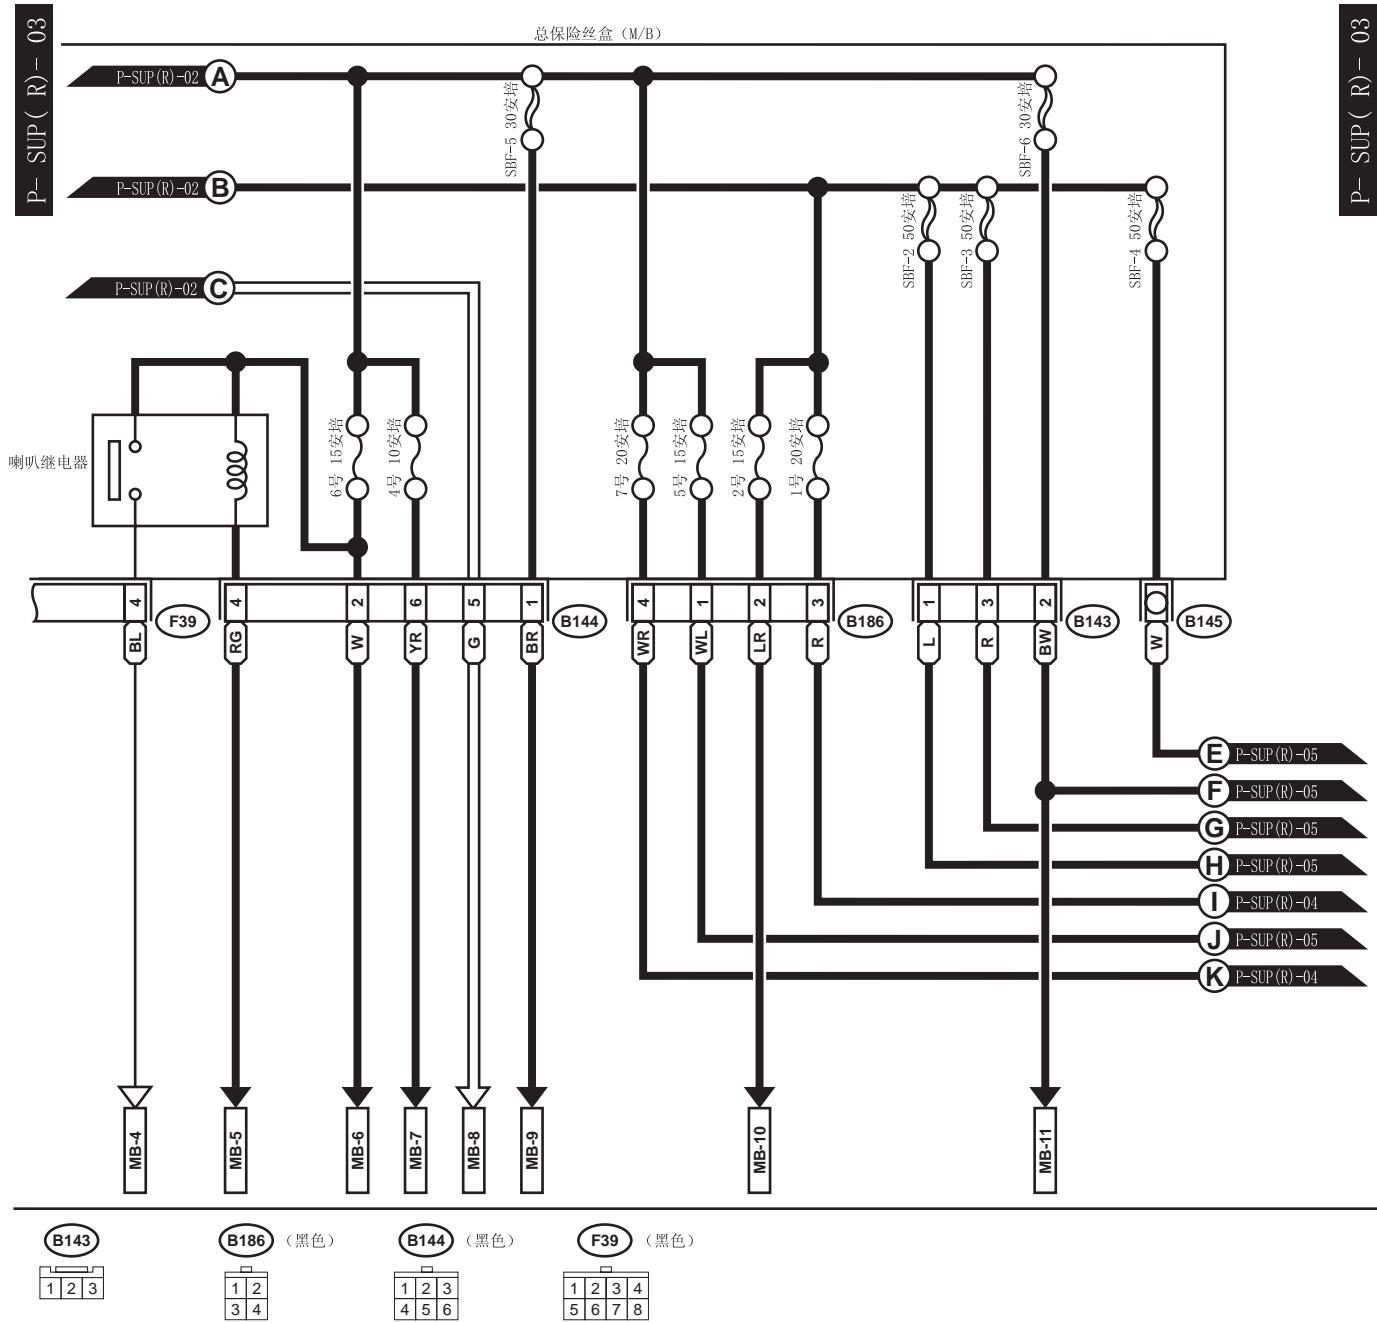 P- SUP( R)- 03
P- SUP( R)- 03
总保险丝盒（M/B）
P-SUP(R)-02 A
SBF-5 30安培
SBF-6 30安培
P-SUP(R)-02 B
SBF-2 50安培
SBF-3 50安培
SBF-4 50安培
P-SUP(R)-02 C
喇叭继电器
6号 15安培
4号 10安培
7号 20安培
5号 15安培
2号 15安培
1号 20安培
4 F39
4 2 6 5 1 B144
4 1 2 3 B186
1 3 2 B143
B145
BL RG W YR G BR WR WL LR R L R BW W
E P-SUP(R)-05
F P-SUP(R)-05
G P-SUP(R)-05
H P-SUP(R)-05
I P-SUP(R)-04
J P-SUP(R)-05
K P-SUP(R)-04
MB-4 MB-5 MB-6 MB-7 MB-8 MB-9 MB-10 MB-11
B143
1 2 3
B186 （黑色）
1 2
3 4
B144 （黑色）
1 2 3
4 5 6
F39 （黑色）
1 2 3 4
5 6 7 8